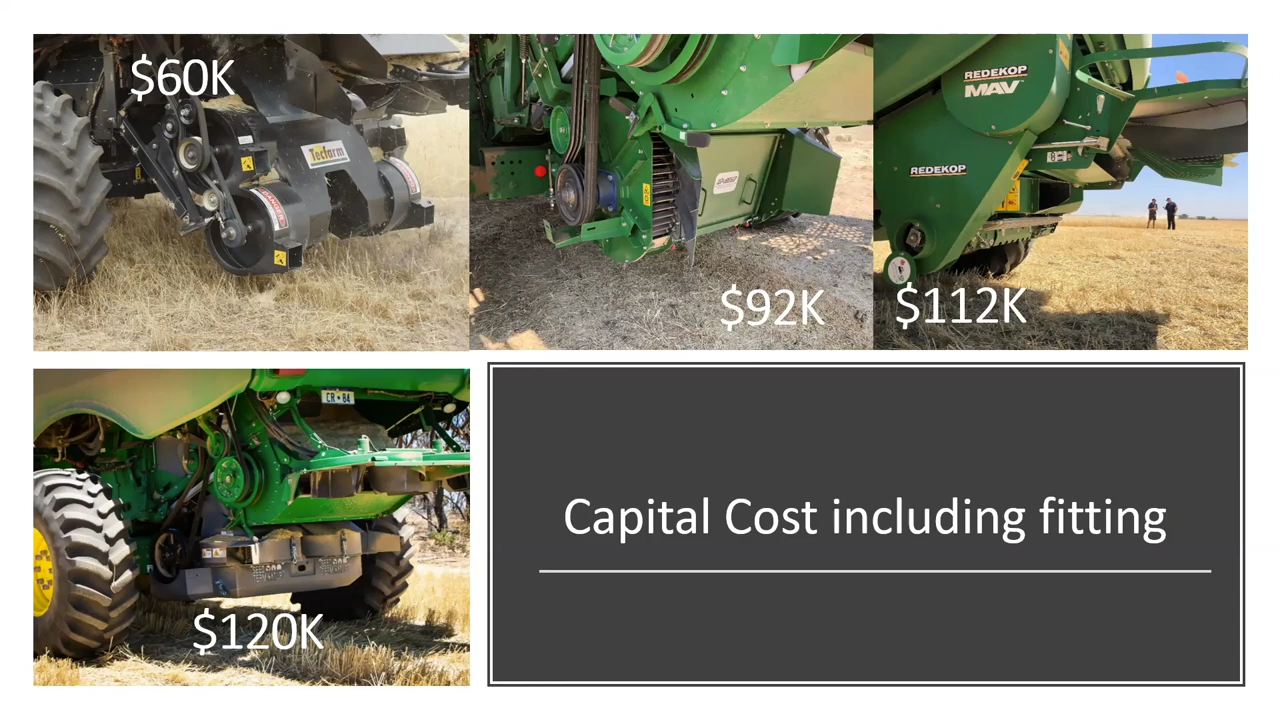 $60K
Tecfarm
$92K
REDEKOP
MAV
REDEKOP
$112K
CR•84
$120K
Capital Cost including fitting